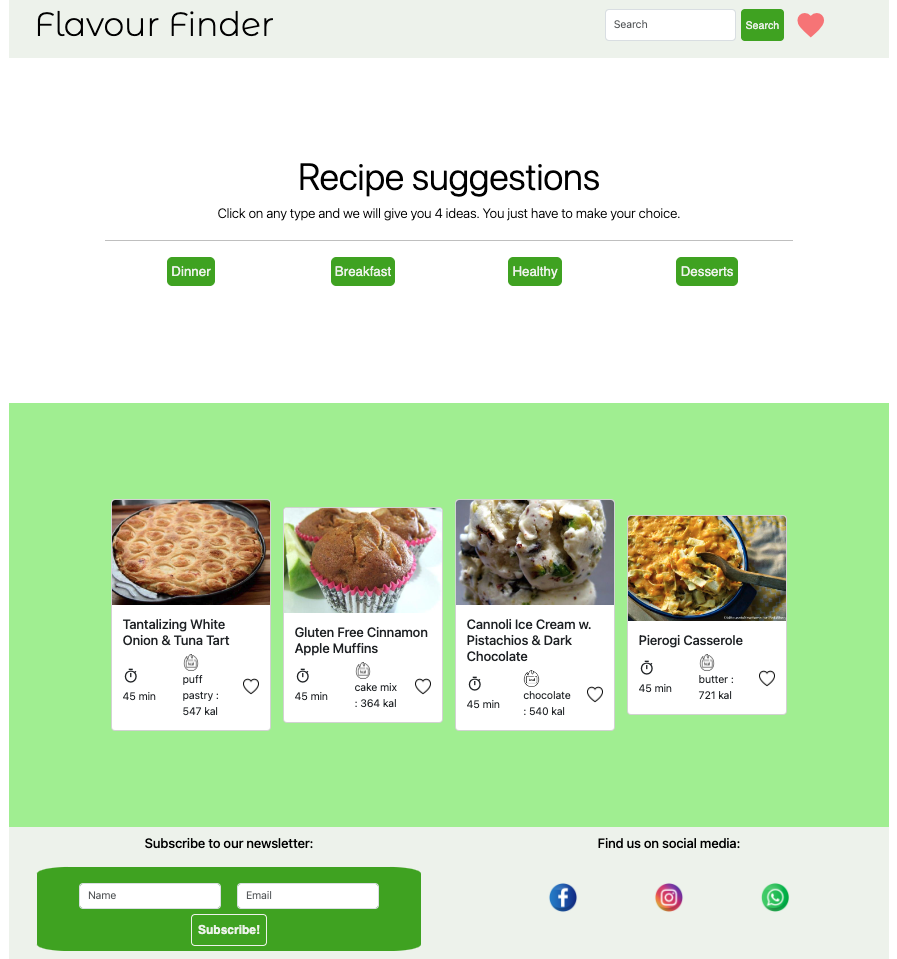 Flavour Finder
Search
Search
Recipe suggestions
Click on any type and we will give you 4 ideas. You just have to make your choice.
Dinner
Breakfast
Healthy
Desserts
Tantalizing White
Onion & Tuna Tart
45 min
puff
pastry :
547 kal
Gluten Free Cinnamon
Apple Muffins
45 min
cake mix
: 364 kal
Cannoli Ice Cream w.
Pistachios & Dark
Chocolate
45 min
chocolate
: 540 kal
Pierogi Casserole
45 min
butter :
721 kal
Subscribe to our newsletter:
Name
Email
Subscribe!
Find us on social media: